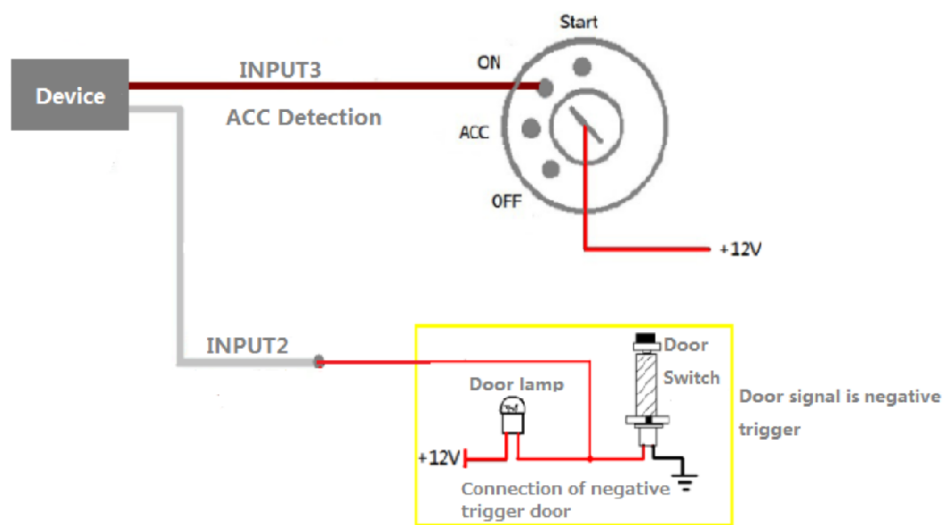 Start
ON
INPUT3
Device
ACC Detection
ACC
OFF
+12V
INPUT2
Door
Switch
Door lamp
Door signal is negative
trigger
+12V
Connection of negative
trigger door